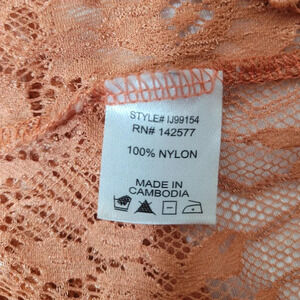 STYLE# IJ99154
RN# 142577
100% NYLON
MADE IN
CAMBODIA